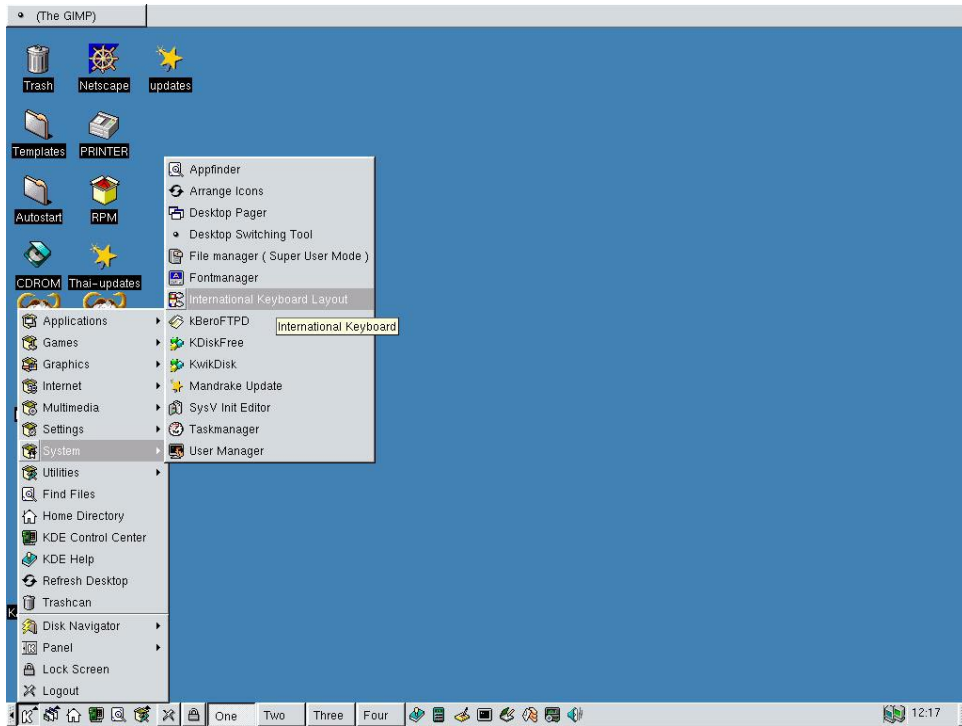 (The GIMP)
Trash Netscape updates
Templates PRINTER
Autostart RPM
CDROM Thai-updates
Appfinder
Arrange Icons
Desktop Pager
Desktop Switching Tool
File manager ( Super User Mode )
Fontmanager
International Keyboard Layout
kBeroFTPD
International Keyboard
KDiskFree
KwikDisk
Mandrake Update
SysV Init Editor
Taskmanager
User Manager
Applications
Games
Graphics
Internet
Multimedia
Settings
System
Utilities
Find Files
Home Directory
KDE Control Center
KDE Help
Refresh Desktop
Trashcan
Disk Navigator
Panel
Lock Screen
Logout
One Two Three Four 12:17